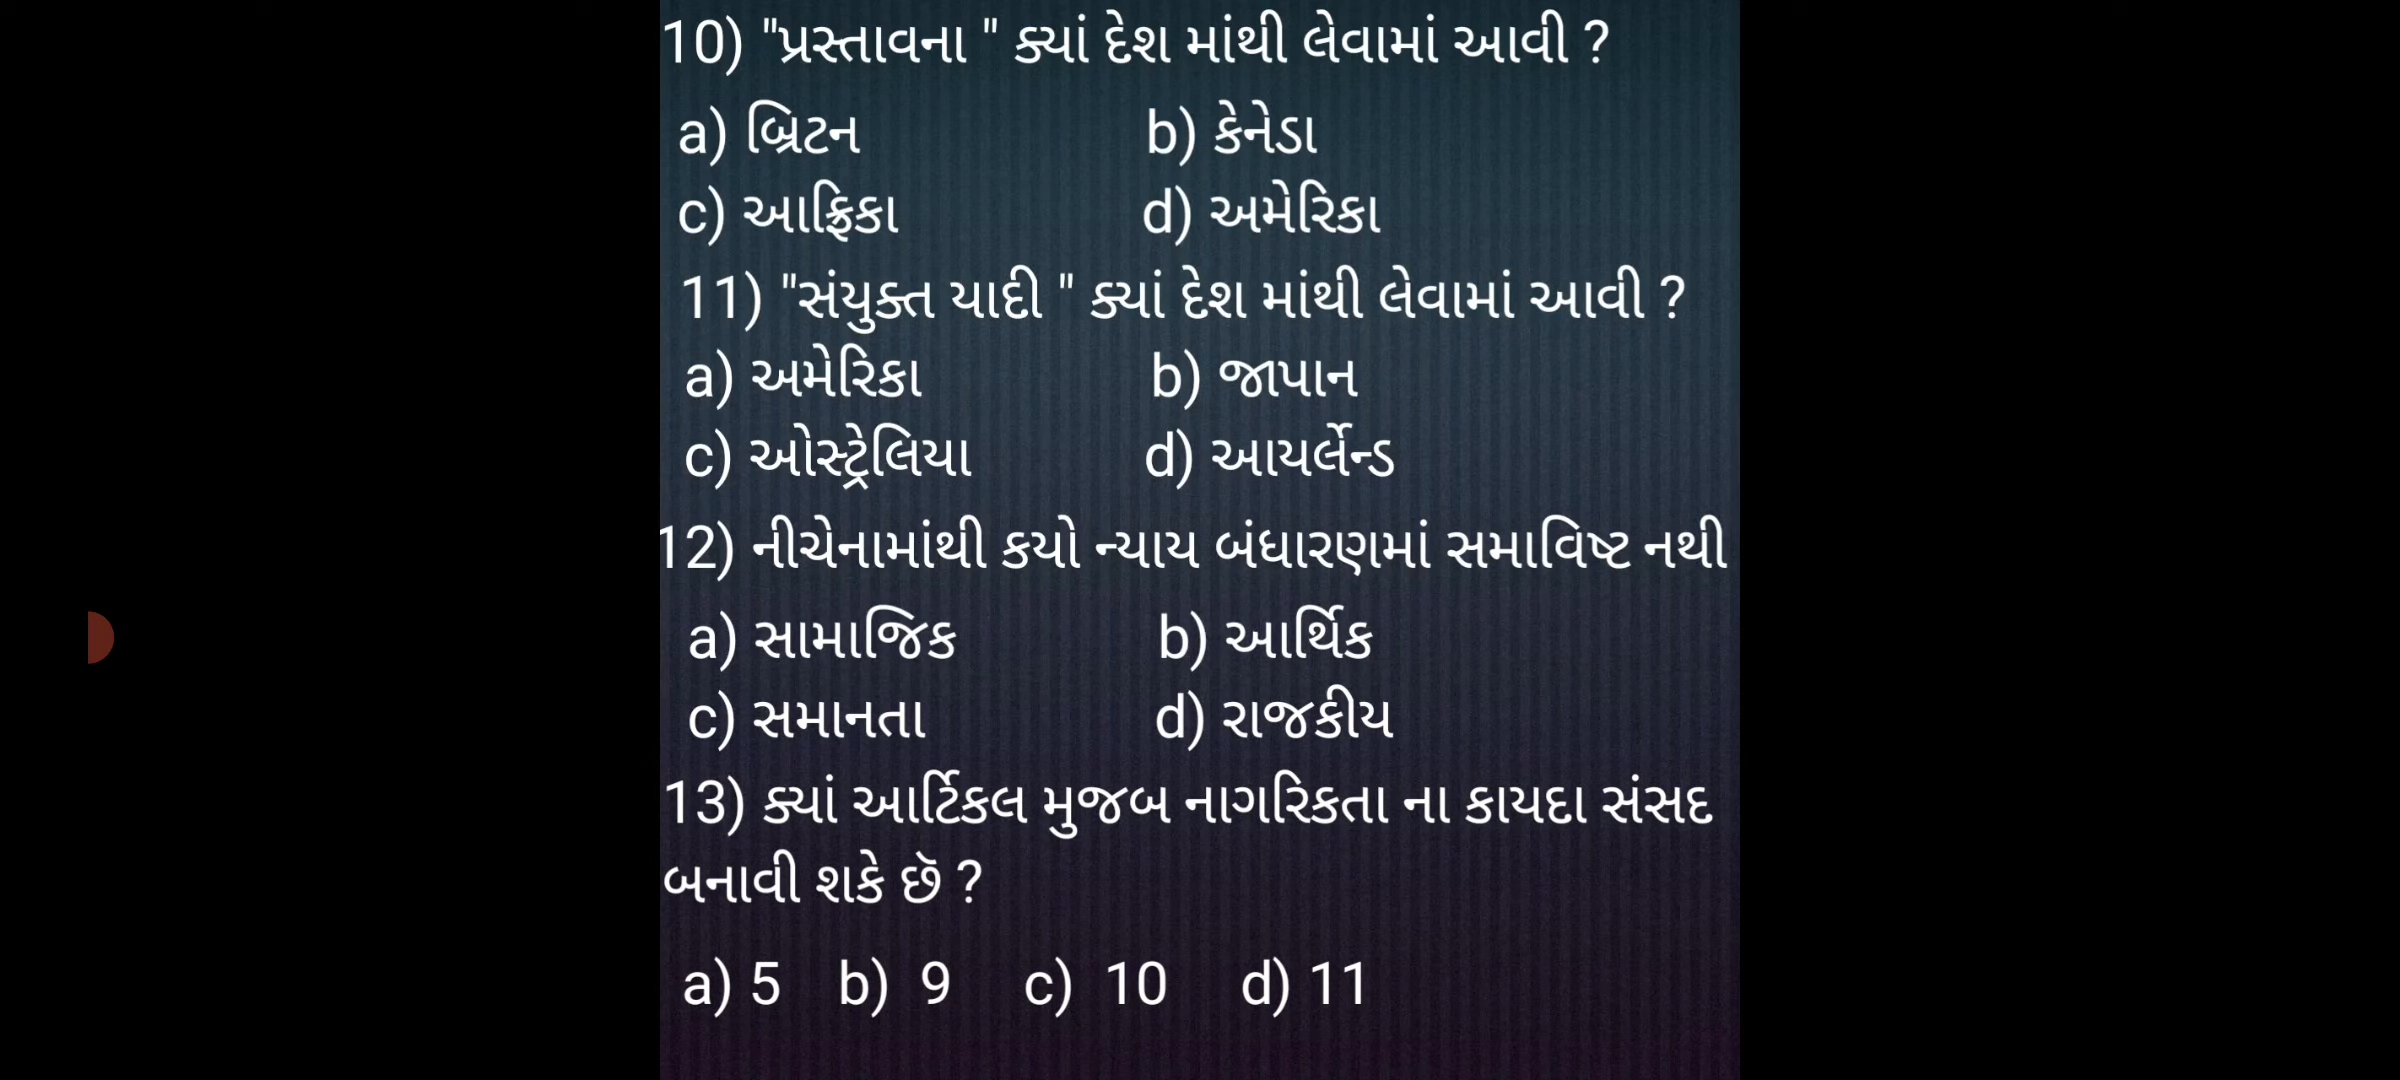 10) "પ્રસ્તાવના " ક્યાં દેશ માંથી લેવામાં આવી ?
a) બ્રિટન b) કેનેડા
c) આફ્રિકા d) અમેરિકા
11) "સંયુક્ત યાદી " ક્યાં દેશ માંથી લેવામાં આવી ?
a) અમેરિકા b) જાપાન
c) ઓસ્ટ્રેલિયા d) આયર્લેન્ડ
12) નીચેનામાંથી કયો ન્યાય બંધારણમાં સમાવિષ્ટ નથી
a) સામાજિક b) આર્થિક
c) સમાનતા d) રાજકીય
13) ક્યાં આર્ટિકલ મુજબ નાગરિકતા ના કાયદા સંસદ
બનાવી શકે છૅ ?
a) 5 b) 9 c) 10 d) 11